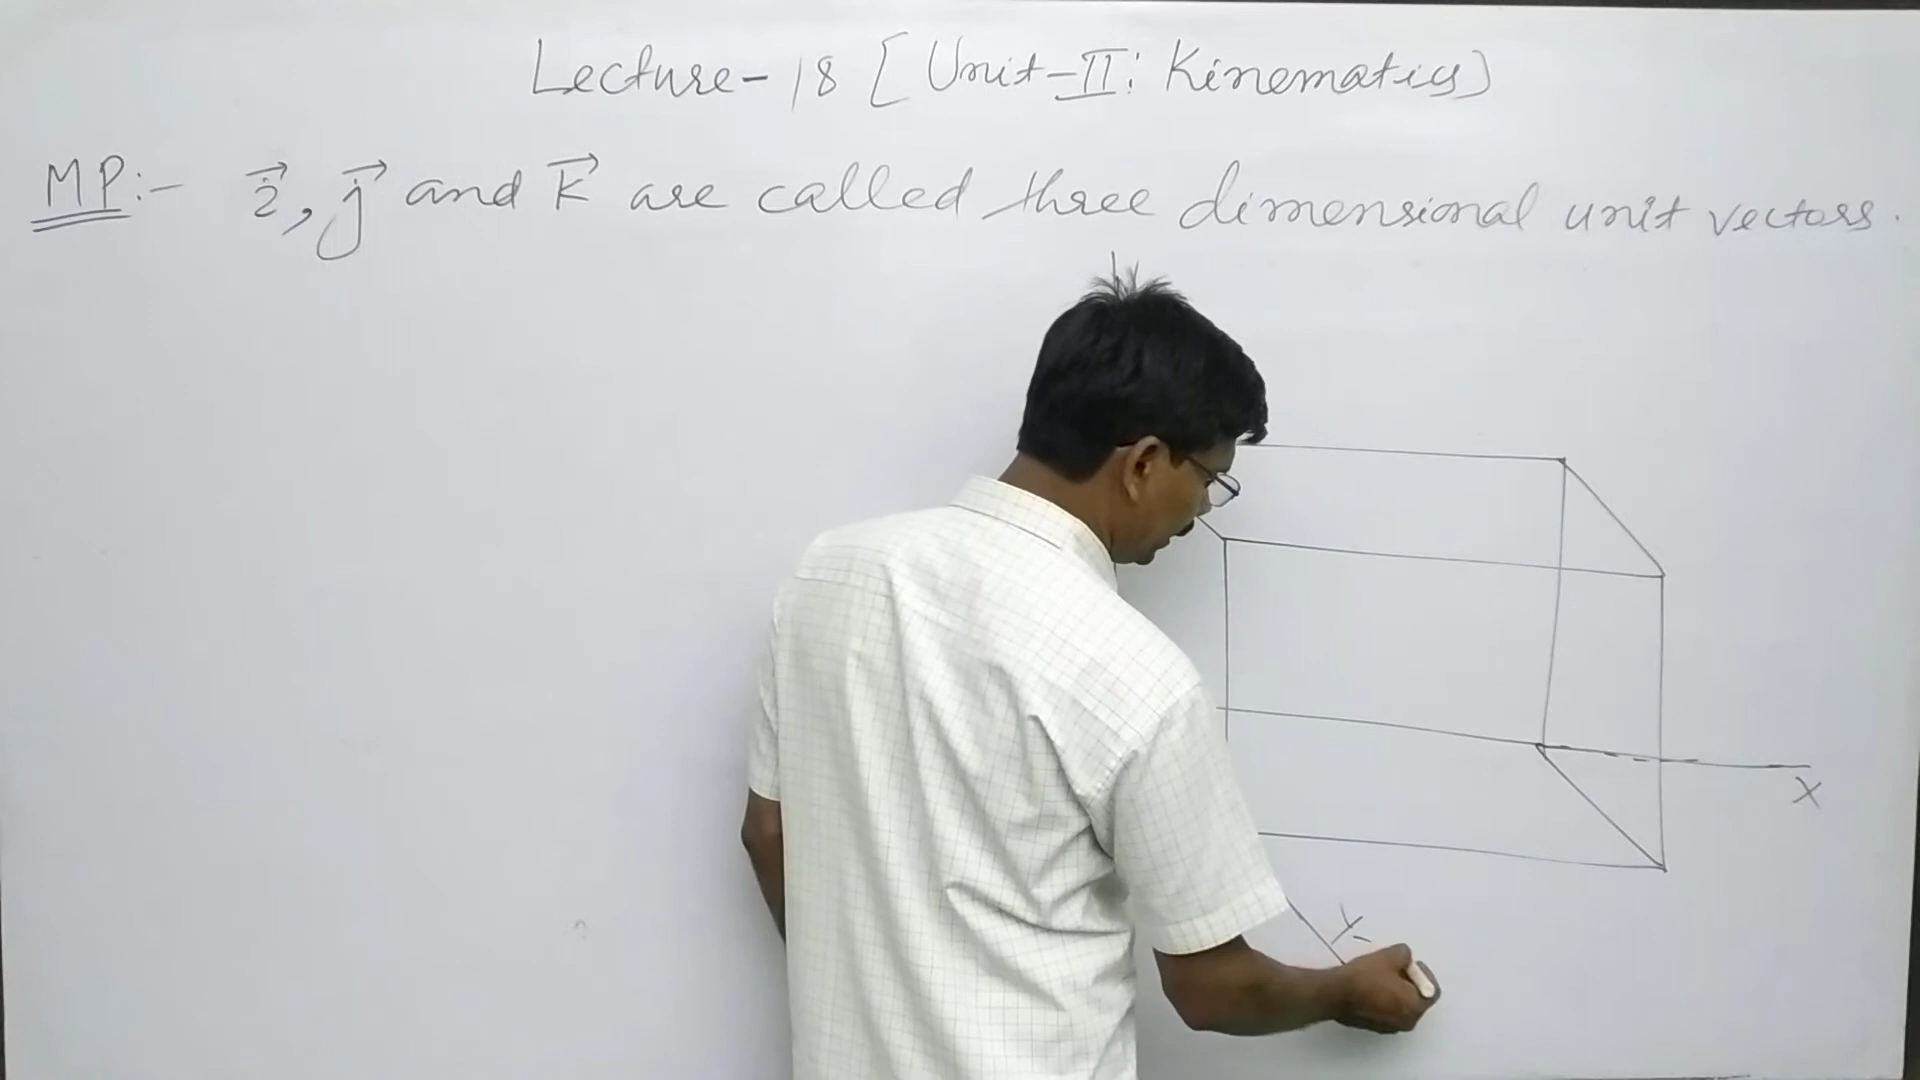 Lecture-18 [Unit-II: Kinematics]
MP:- i⃗, j⃗ and k⃗ are called three dimensional unit vectors.
X